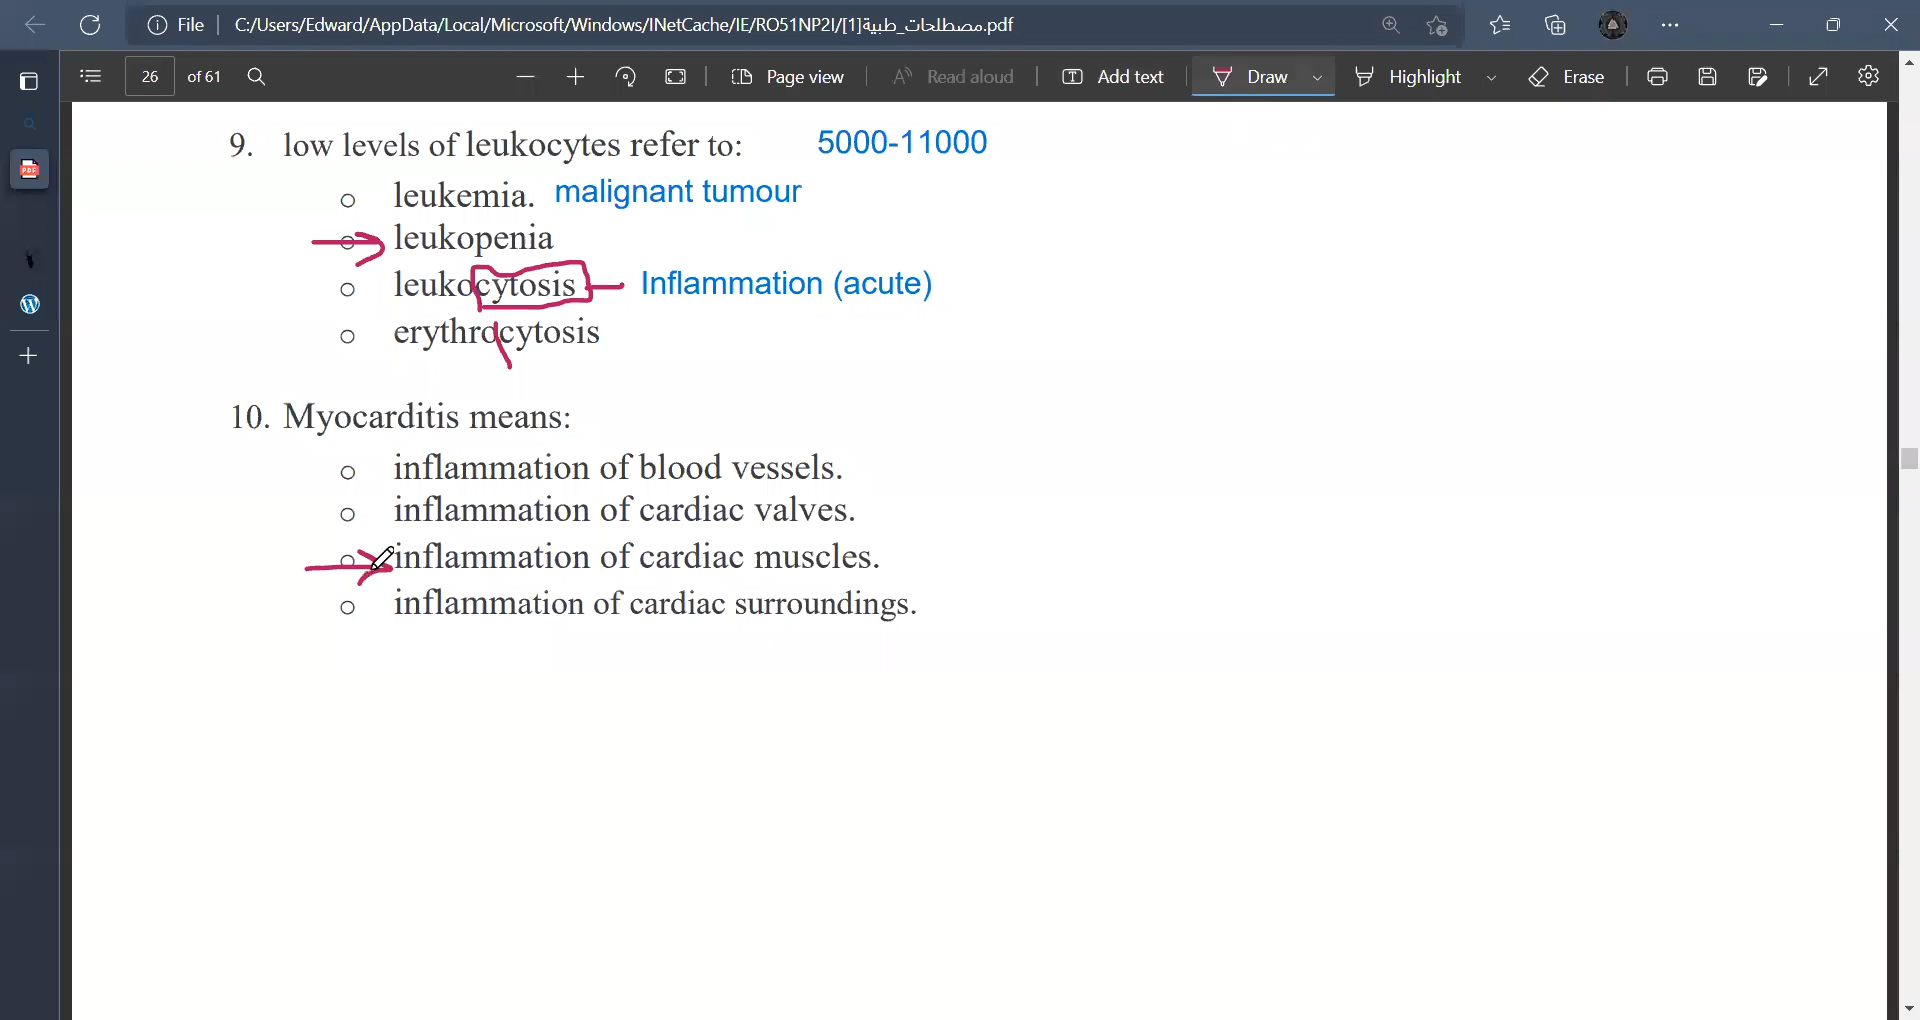 File C:/Users/Edward/AppData/Local/Microsoft/Windows/INetCache/IE/RO51NP2I/[1]مصطلحات_طبية.pdf
26 of 61 Page view Read aloud Add text Draw Highlight Erase
PDF
9. low levels of leukocytes refer to: 5000-11000
o leukemia. malignant tumour
o leukopenia
o leukocytosis Inflammation (acute)
o erythrocytosis
10. Myocarditis means:
o inflammation of blood vessels.
o inflammation of cardiac valves.
o inflammation of cardiac muscles.
o inflammation of cardiac surroundings.